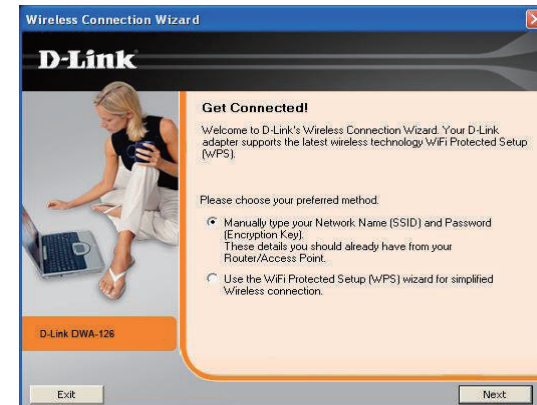 Wireless Connection Wizard
D-Link
Get Connected!
Welcome to D-Link's Wireless Connection Wizard. Your D-Link
adapter supports the latest wireless technology WiFi Protected Setup
(WPS).
Please choose your preferred method.
Manually type your Network Name (SSID) and Password
(Encryption Key).
These details you should already have from your
Router/Access Point.
Use the WiFi Protected Setup (WPS) wizard for simplified
Wireless connection.
D-Link DWA-126
Exit
Next